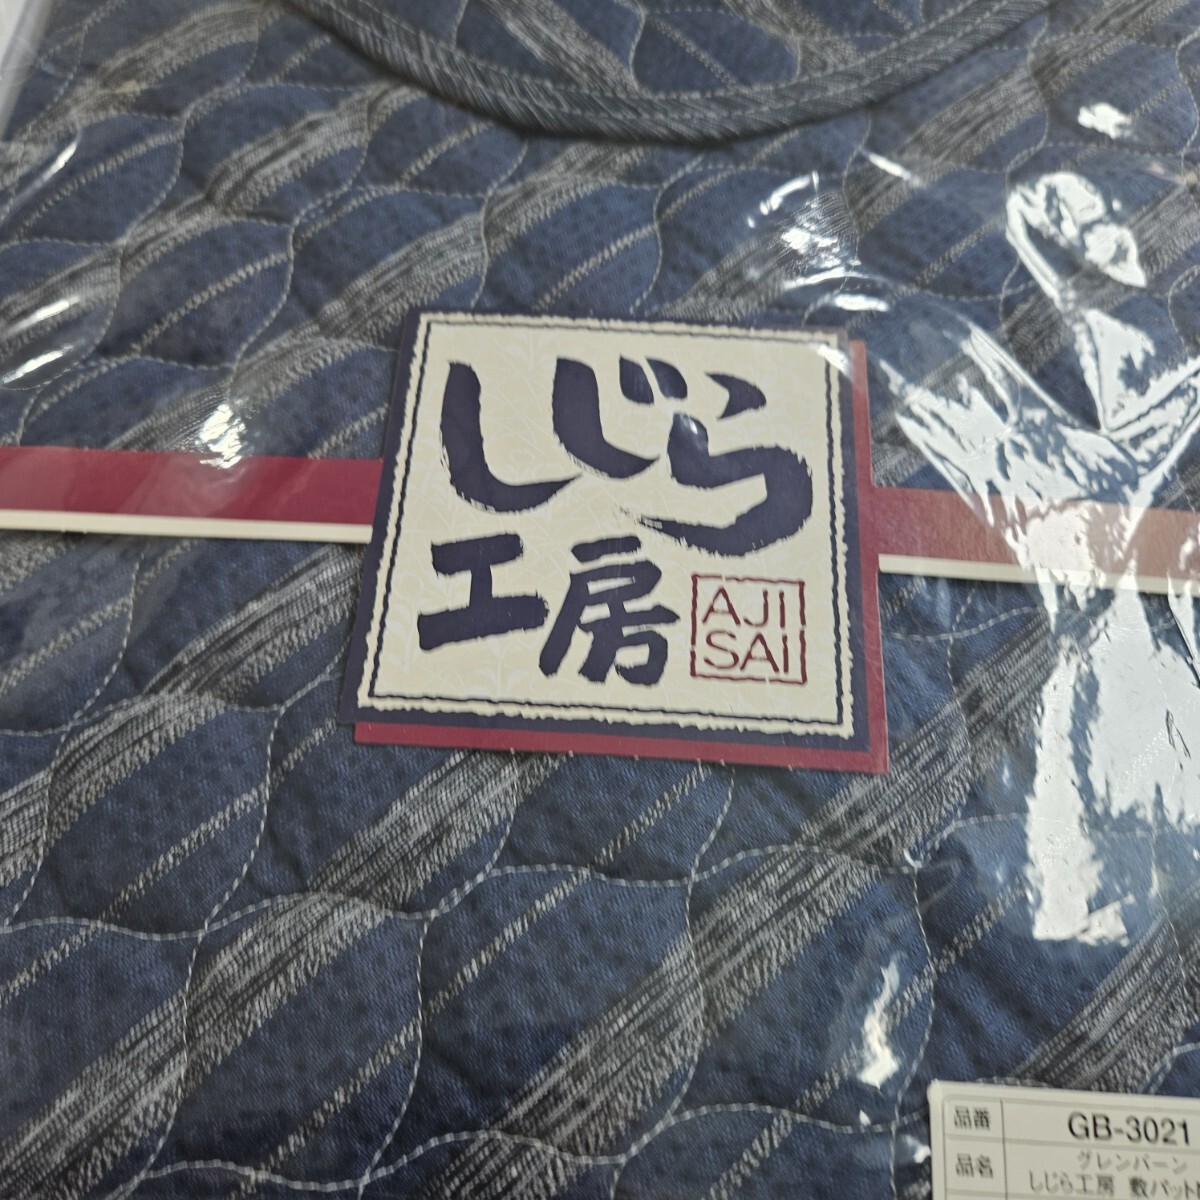 しじら
工房
AJI
SAI
品番 GB-3021
品名 グレンバーン
しじら工房 敷パット